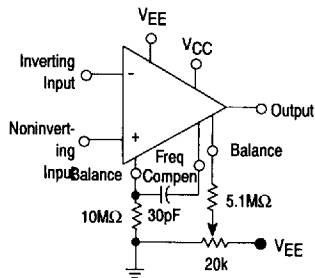 VEE
VCC
Inverting
Input
-
Output
Noninvert-
ing
Input
+
Balance
Freq
Compen
Balance
10MΩ
30pF
5.1MΩ
VEE
20k